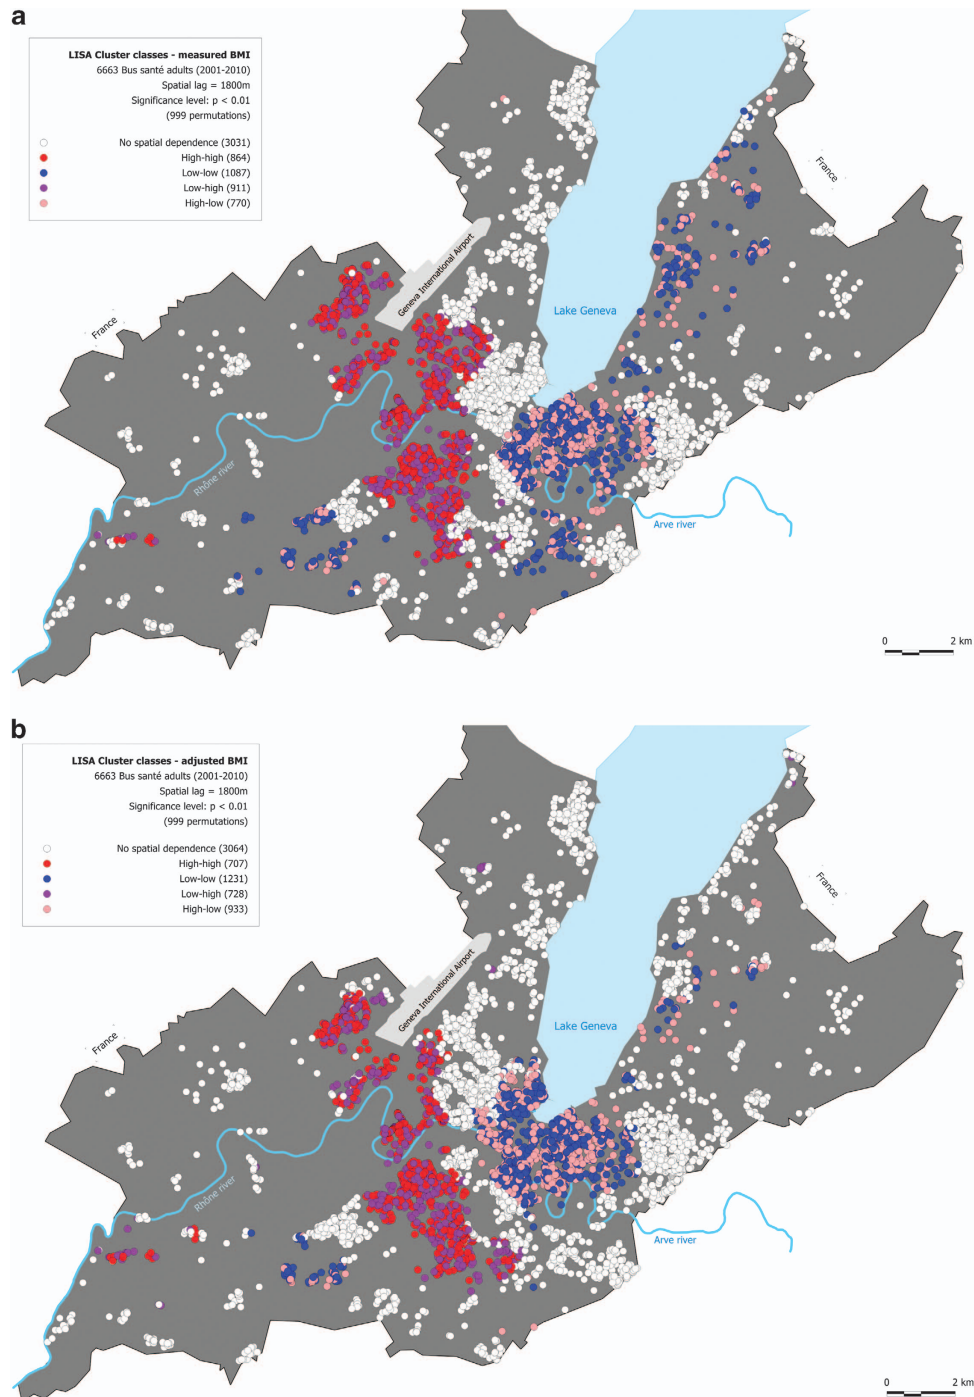 a
LISA Cluster classes - measured BMI
6663 Bus santé adults (2001-2010)
Spatial lag = 1800m
Significance level: p < 0.01
(999 permutations)
No spatial dependence (3031)
High-high (864)
Low-low (1087)
Low-high (911)
High-low (770)
France
Geneva International Airport
Lake Geneva
France
Rhône river
Arve river
0 2 km
b
LISA Cluster classes - adjusted BMI
6663 Bus santé adults (2001-2010)
Spatial lag = 1800m
Significance level: p < 0.01
(999 permutations)
No spatial dependence (3064)
High-high (707)
Low-low (1231)
Low-high (728)
High-low (933)
France
Geneva International Airport
Lake Geneva
France
Rhône river
Arve river
0 2 km